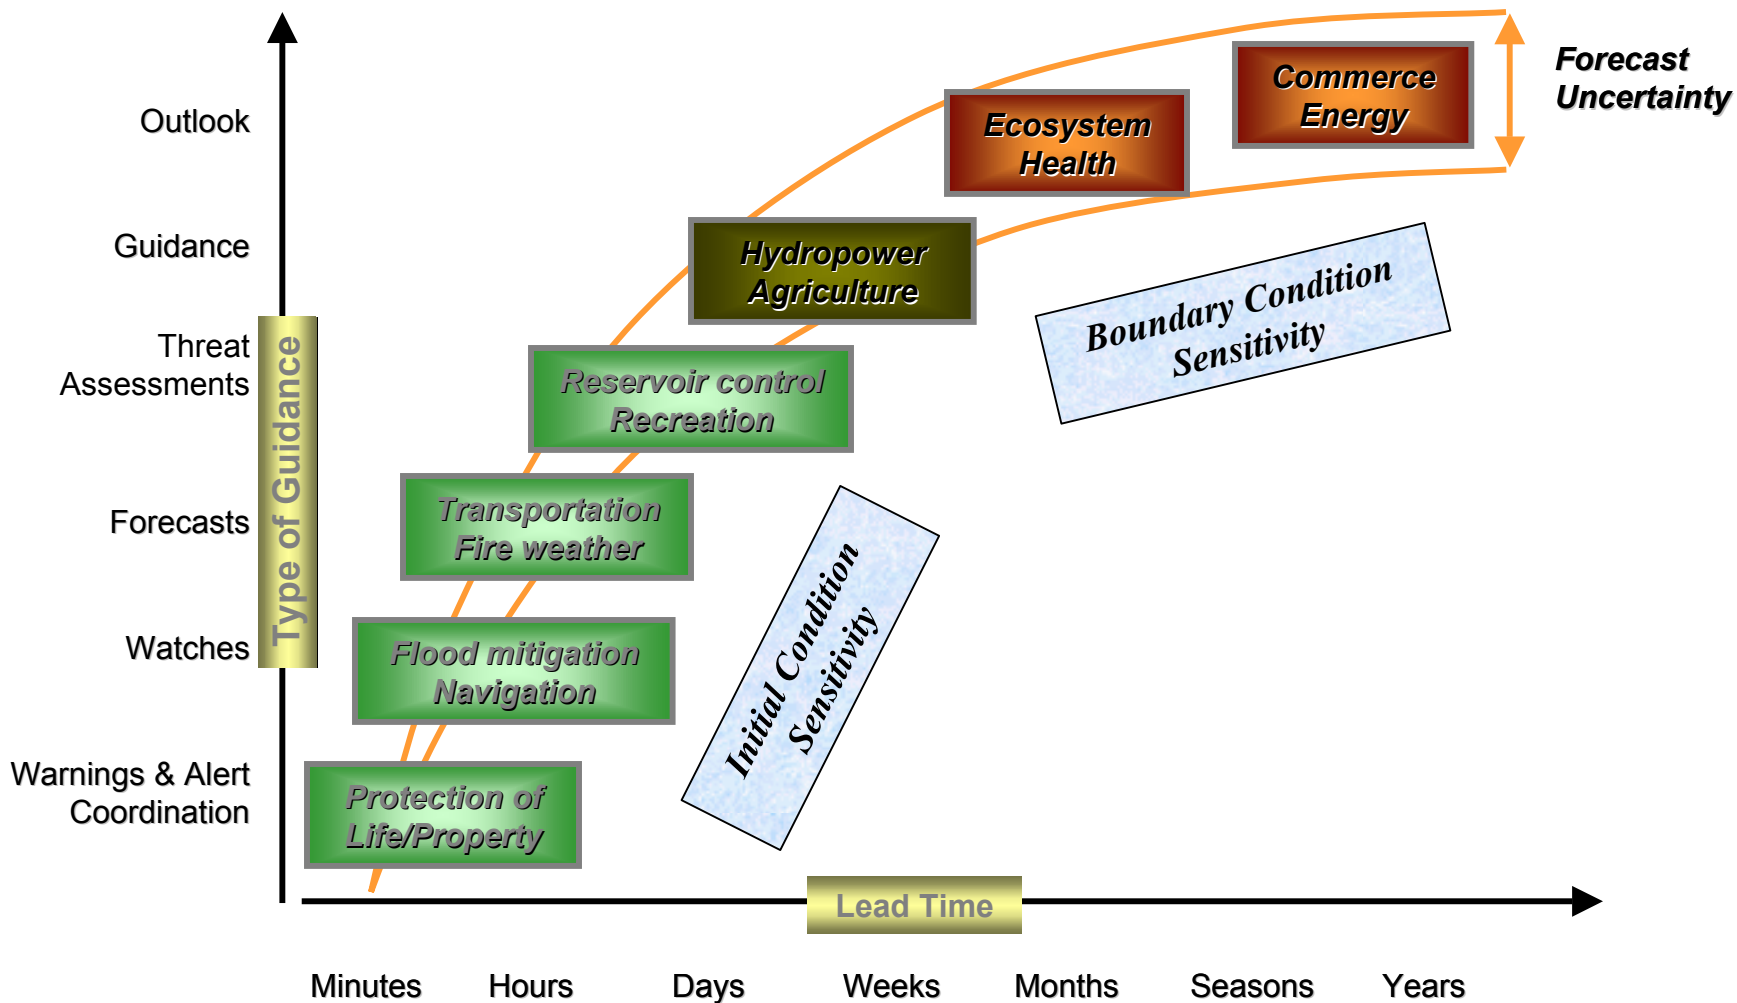 Forecast
Uncertainty
Commerce
Energy
Outlook
Ecosystem
Health
Guidance
Hydropower
Agriculture
Boundary Condition
Sensitivity
Threat
Assessments
Type of Guidance
Reservoir control
Recreation
Forecasts
Transportation
Fire weather
Initial Condition
Sensitivity
Watches
Flood mitigation
Navigation
Warnings & Alert
Coordination
Protection of
Life/Property
Lead Time
Minutes Hours Days Weeks Months Seasons Years